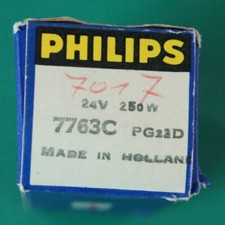 PHILIPS
7017
24V 250W
7763C PG22D
MADE IN HOLLAND